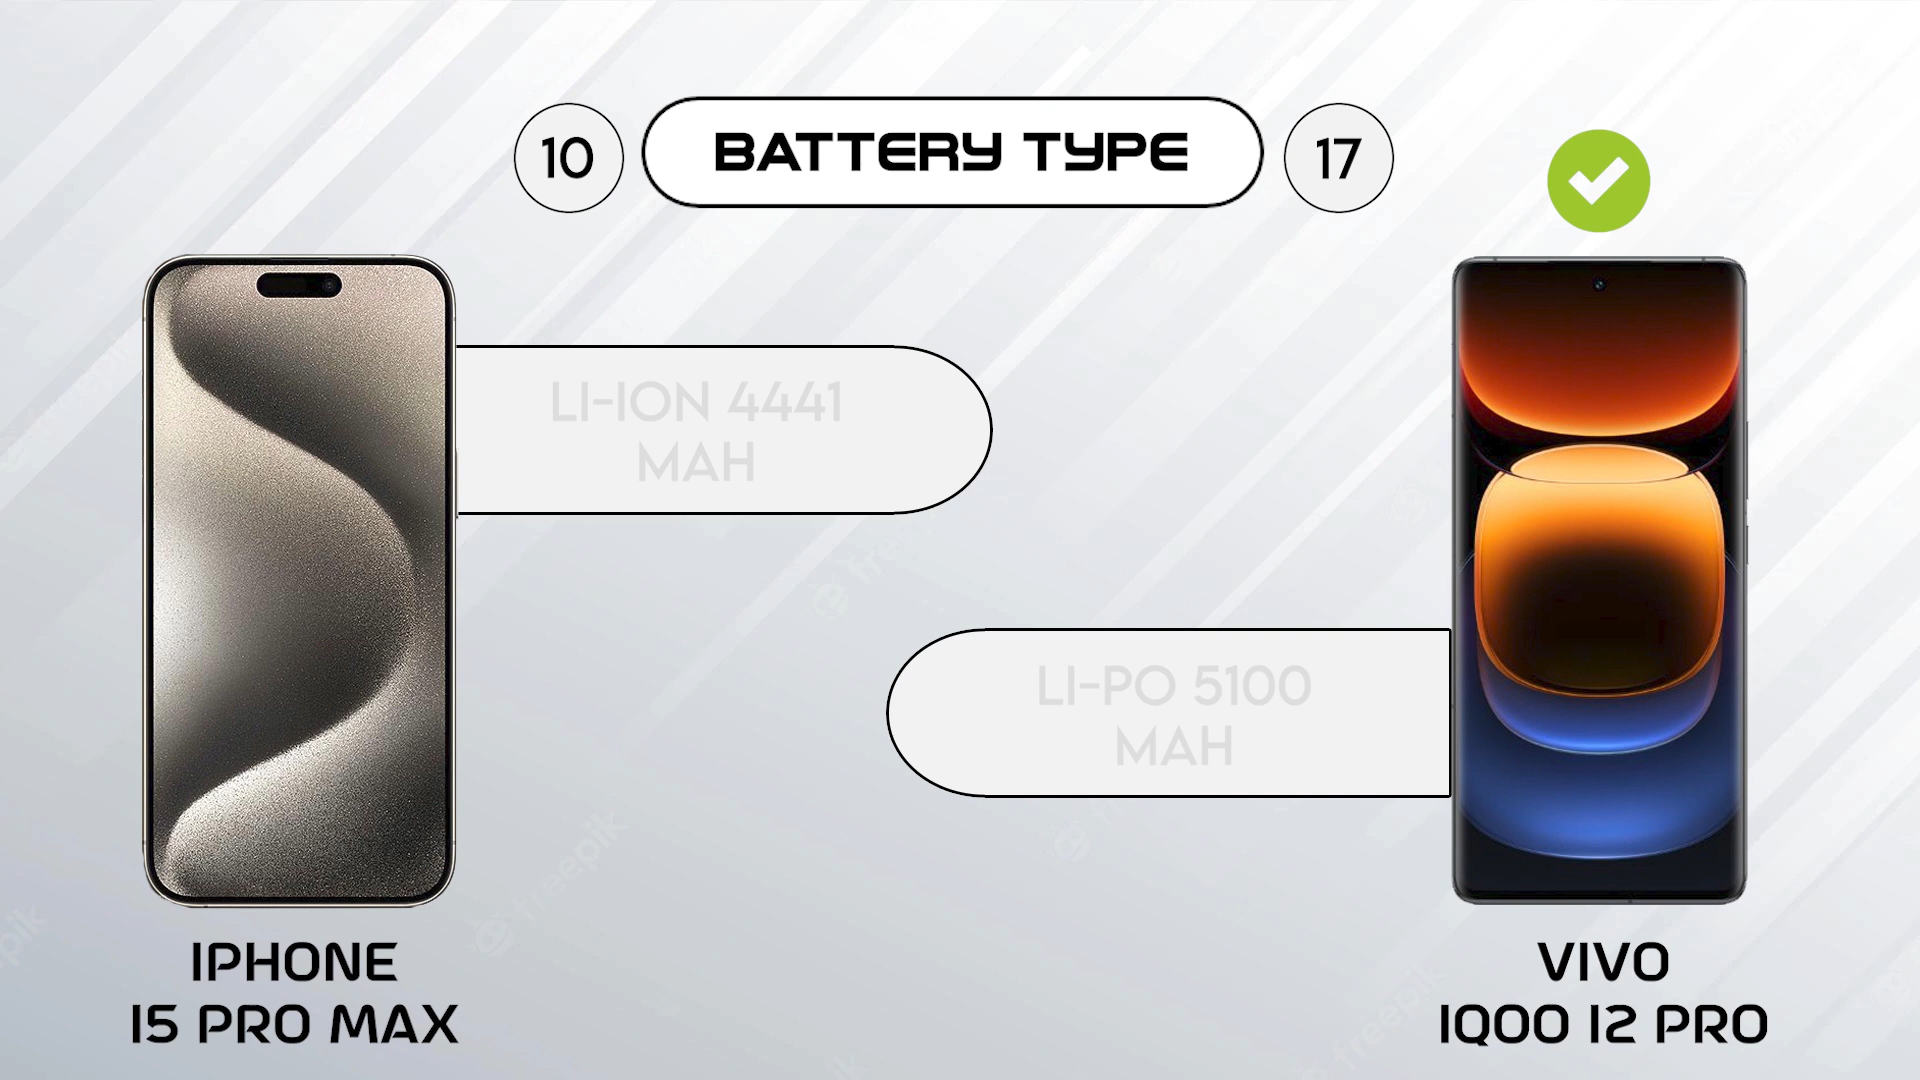 10 BATTERY TYPE 17
LI-ION 4441
MAH
LI-PO 5100
MAH
IPHONE
15 PRO MAX
VIVO
IQOO 12 PRO
freepik